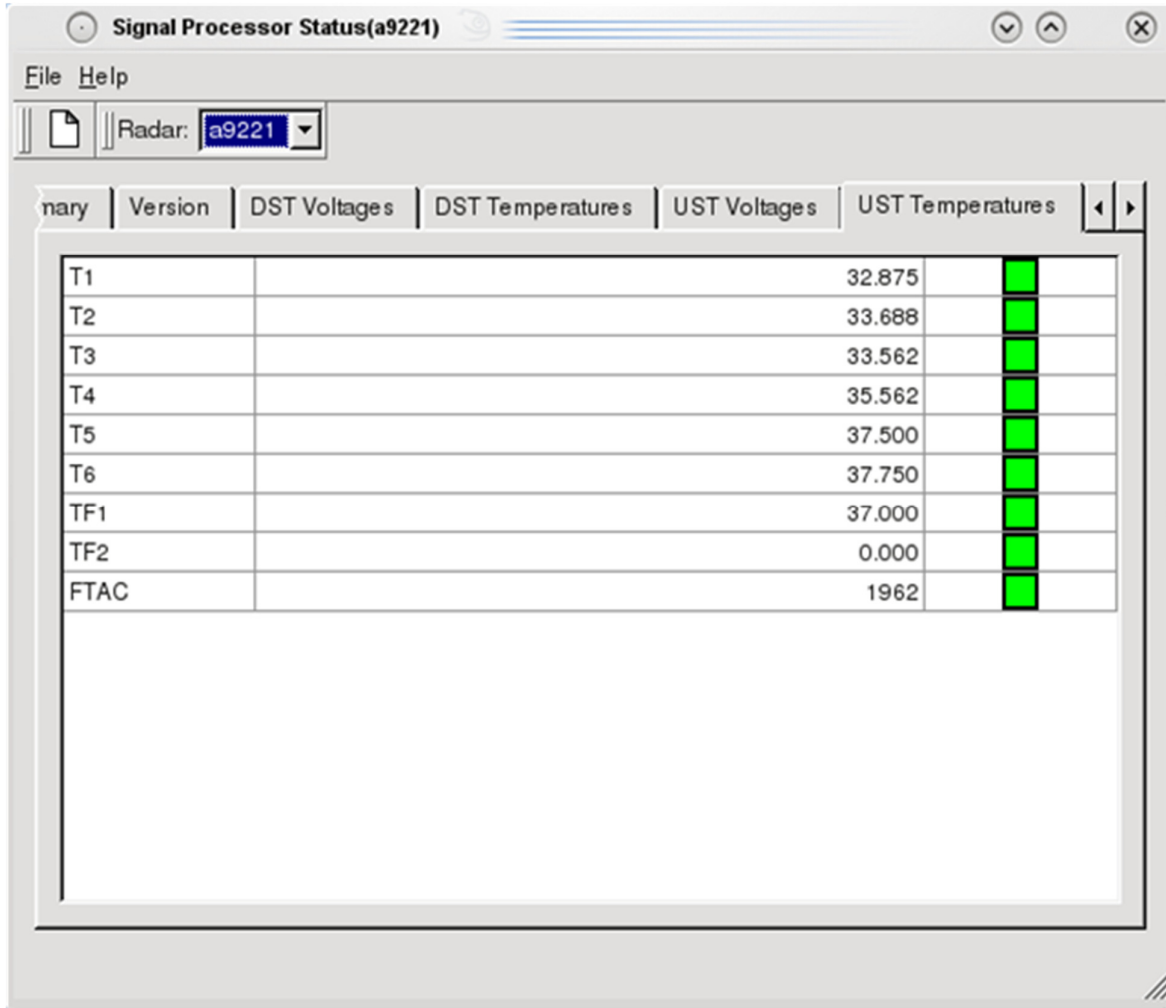 Signal Processor Status(a9221)
File Help
Radar: a9221
mary Version DST Voltages DST Temperatures UST Voltages UST Temperatures
T1 32.875
T2 33.688
T3 33.562
T4 35.562
T5 37.500
T6 37.750
TF1 37.000
TF2 0.000
FTAC 1962